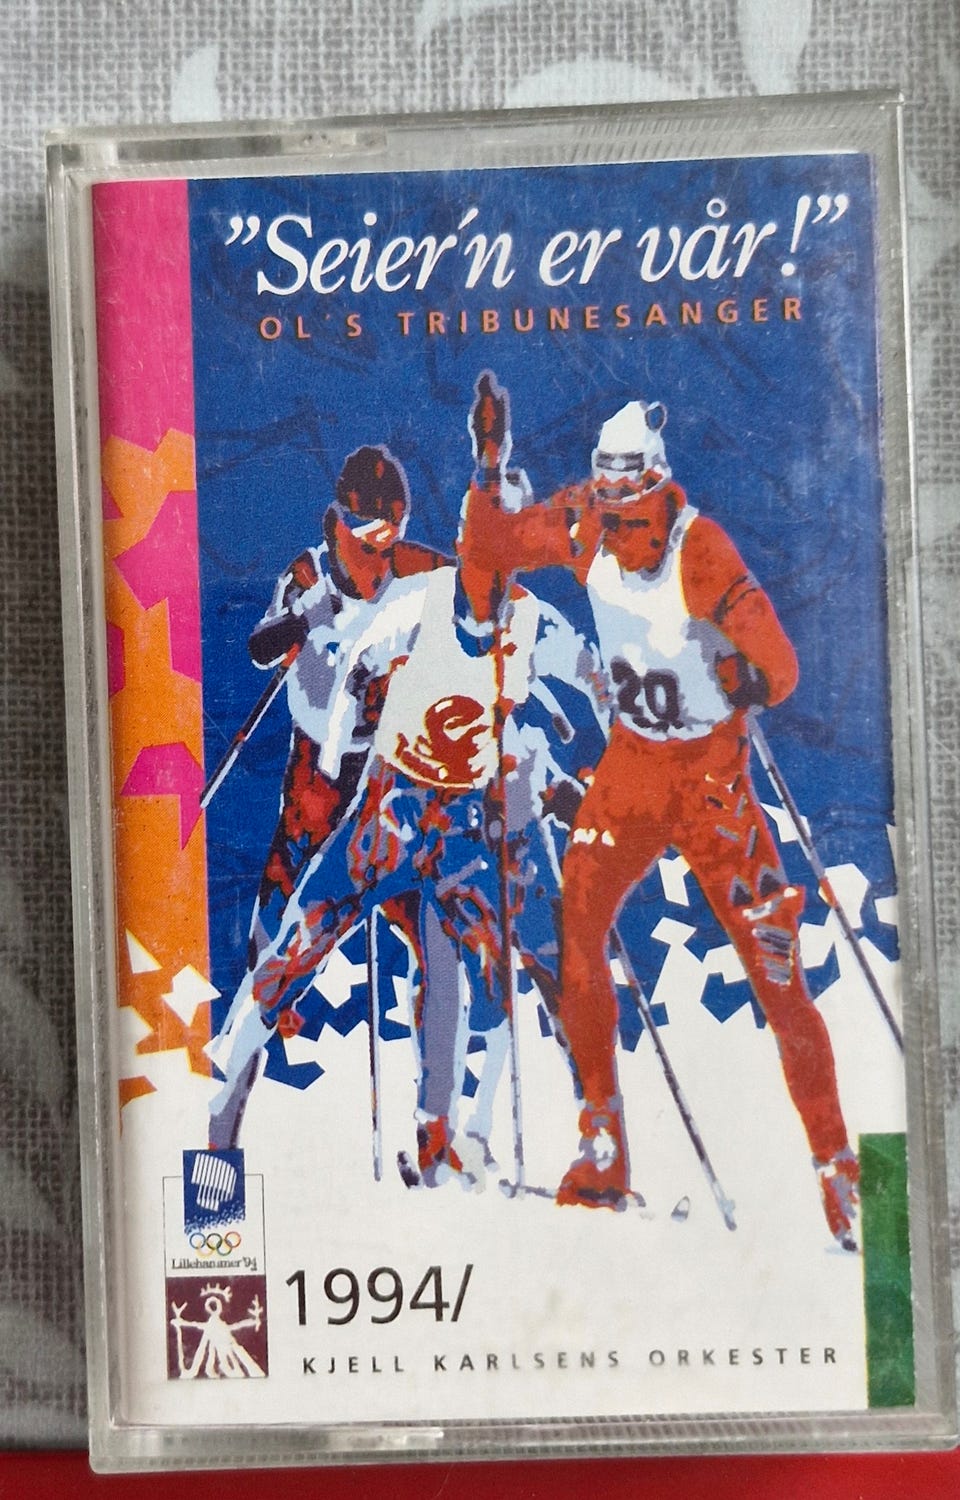 ”Seier´n er vår!”
OL´S TRIBUNESANGER
20
Lillehammer'94
1994/
KJELL KARLSENS ORKESTER